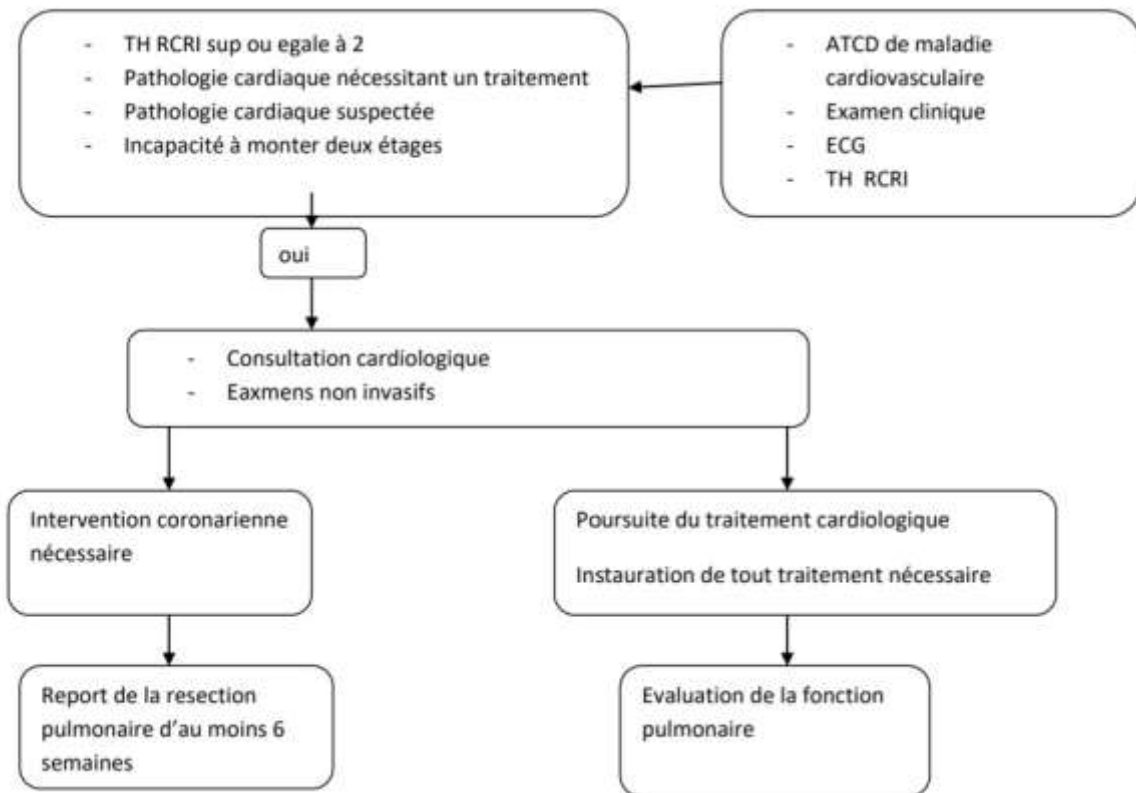 - TH RCRI sup ou egale à 2
- Pathologie cardiaque nécessitant un traitement
- Pathologie cardiaque suspectée
- Incapacité à monter deux étages
- ATCD de maladie
cardiovasculaire
- Examen clinique
- ECG
- TH RCRI
oui
- Consultation cardiologique
- Eaxmens non invasifs
Intervention coronarienne
nécessaire
Poursuite du traitement cardiologique
Instauration de tout traitement nécessaire
Report de la resection
pulmonaire d'au moins 6
semaines
Evaluation de la fonction
pulmonaire